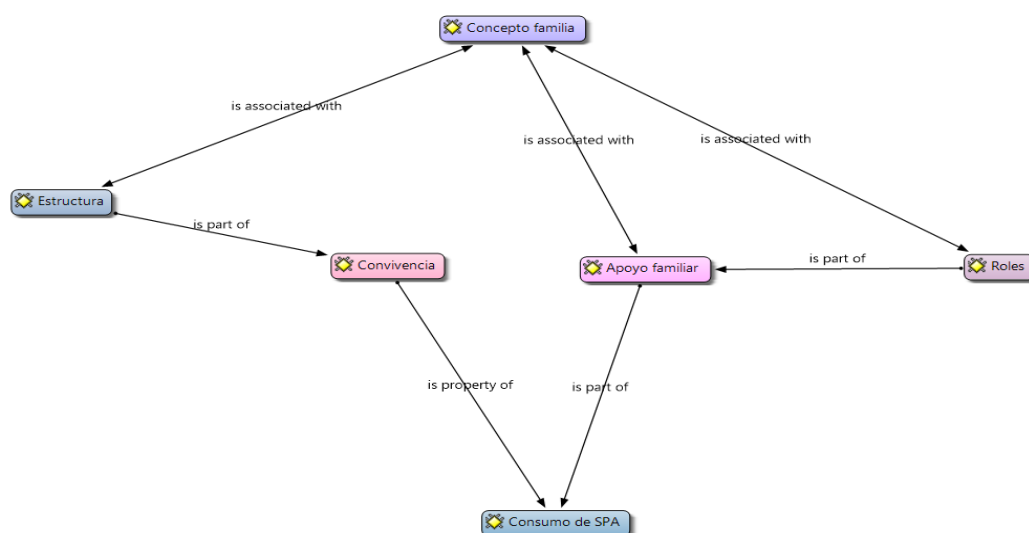 Concepto familia
is associated with
is associated with
is associated with
Estructura
is part of
Convivencia
Apoyo familiar
is part of
Roles
is property of
is part of
Consumo de SPA